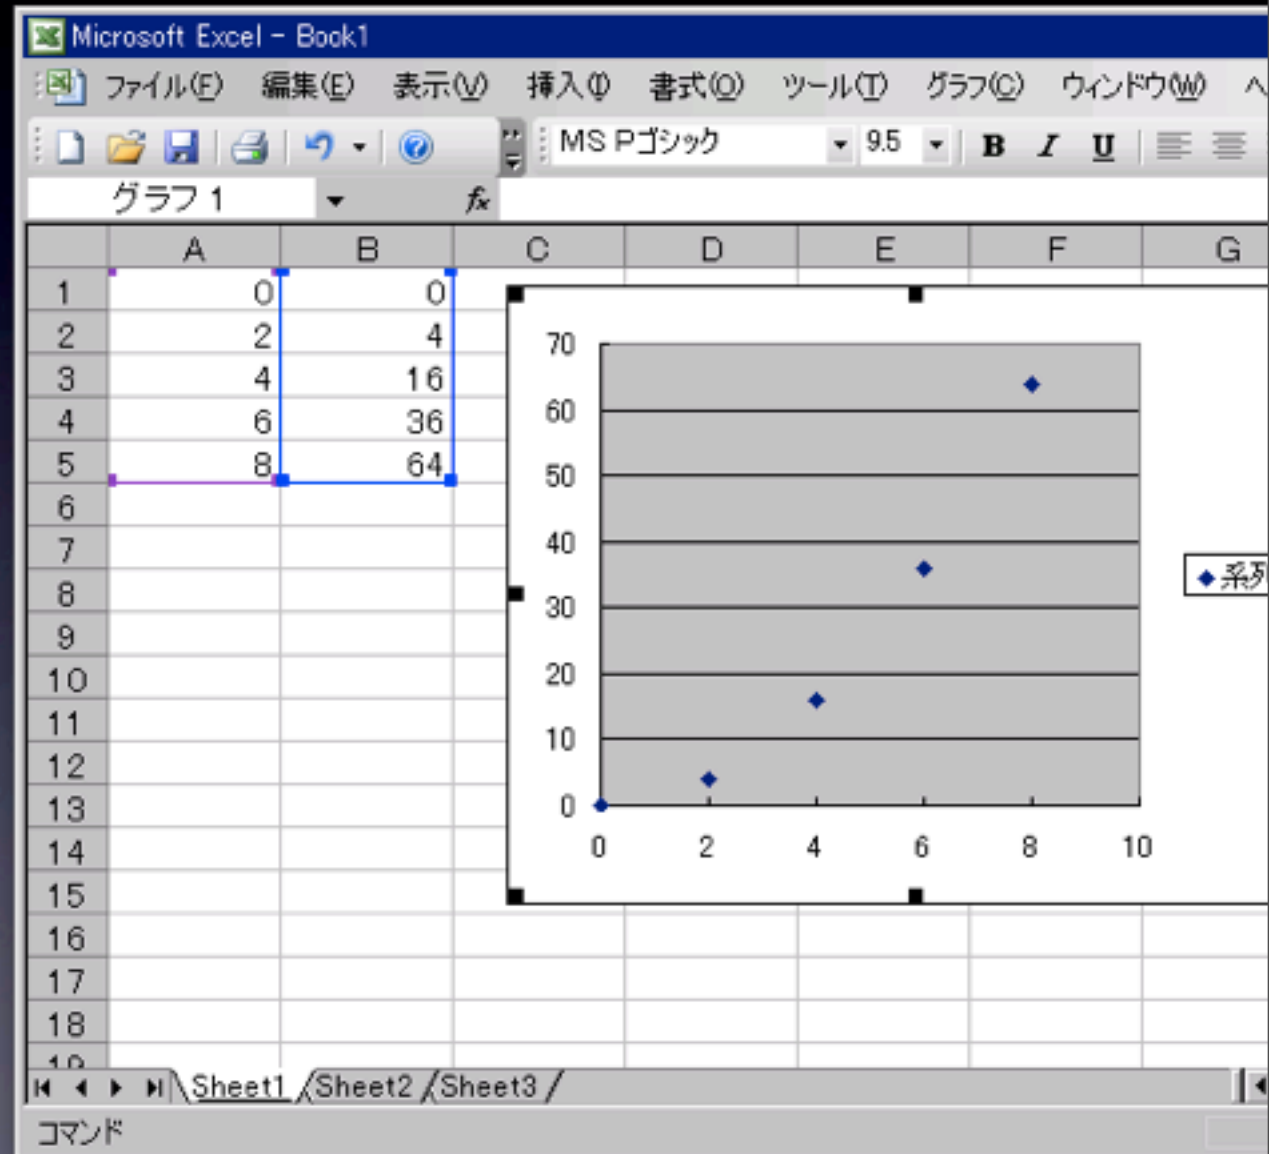 Microsoft Excel - Book1
ファイル(F) 編集(E) 表示(V) 挿入(I) 書式(O) ツール(T) グラフ(C) ウィンドウ(W) ヘ
MS Pゴシック 9.5 B I U
グラフ 1 fx
A B C D E F G
1 0 0
2 2 4
3 4 16
4 6 36
5 8 64
6
7
8
9
10
11
12
13
14
15
16
17
18
19
70
60
50
40
30
20
10
0
0 2 4 6 8 10
系列
Sheet1 Sheet2 Sheet3
コマンド